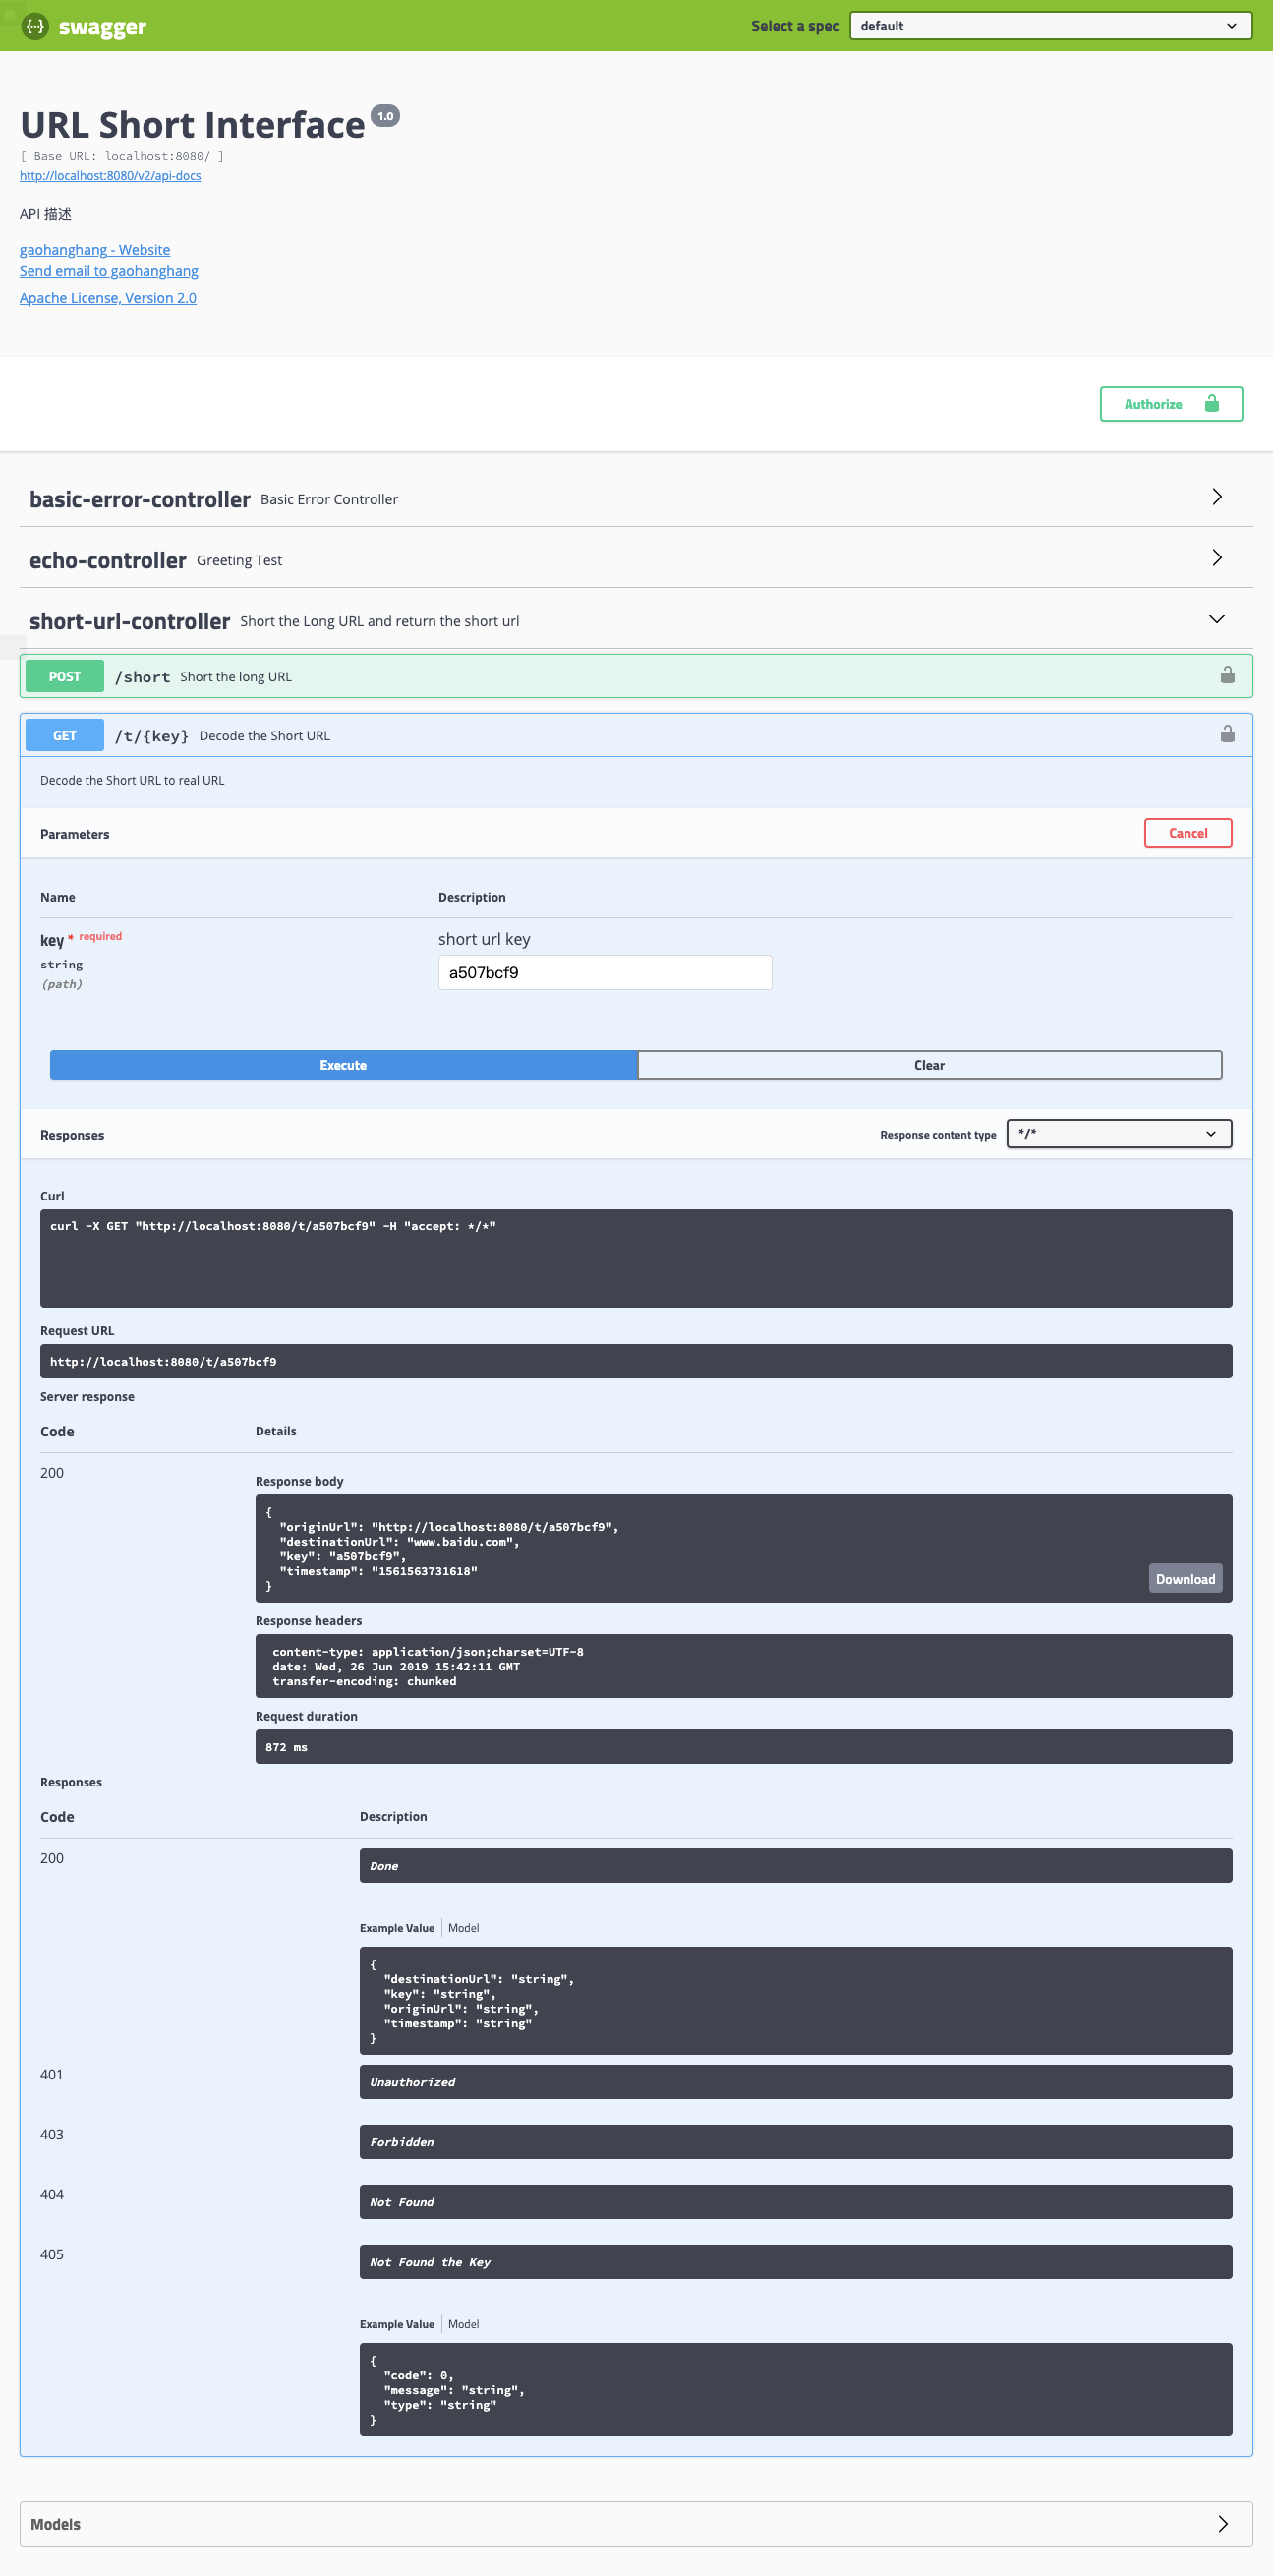 swagger
Select a spec
default
URL Short Interface 1.0
[ Base URL: localhost:8080/ ]
http://localhost:8080/v2/api-docs
API 描述
gaohanghang - Website
Send email to gaohanghang
Apache License, Version 2.0
Authorize
basic-error-controller Basic Error Controller
echo-controller Greeting Test
short-url-controller Short the Long URL and return the short url
POST /short Short the long URL
GET /t/{key} Decode the Short URL
Decode the Short URL to real URL
Parameters
Cancel
Name Description
key * required
string
(path)
short url key
a507bcf9
Execute Clear
Responses
Response content type */*
Curl
curl -X GET "http://localhost:8080/t/a507bcf9" -H "accept: */*"
Request URL
http://localhost:8080/t/a507bcf9
Server response
Code Details
200
Response body
{
"originUrl": "http://localhost:8080/t/a507bcf9",
"destinationUrl": "www.baidu.com",
"key": "a507bcf9",
"timestamp": "1561563731618"
}
Download
Response headers
content-type: application/json;charset=UTF-8
date: Wed, 26 Jun 2019 15:42:11 GMT
transfer-encoding: chunked
Request duration
872 ms
Responses
Code Description
200
Done
Example Value Model
{
"destinationUrl": "string",
"key": "string",
"originUrl": "string",
"timestamp": "string"
}
401
Unauthorized
403
Forbidden
404
Not Found
405
Not Found the Key
Example Value Model
{
"code": 0,
"message": "string",
"type": "string"
}
Models